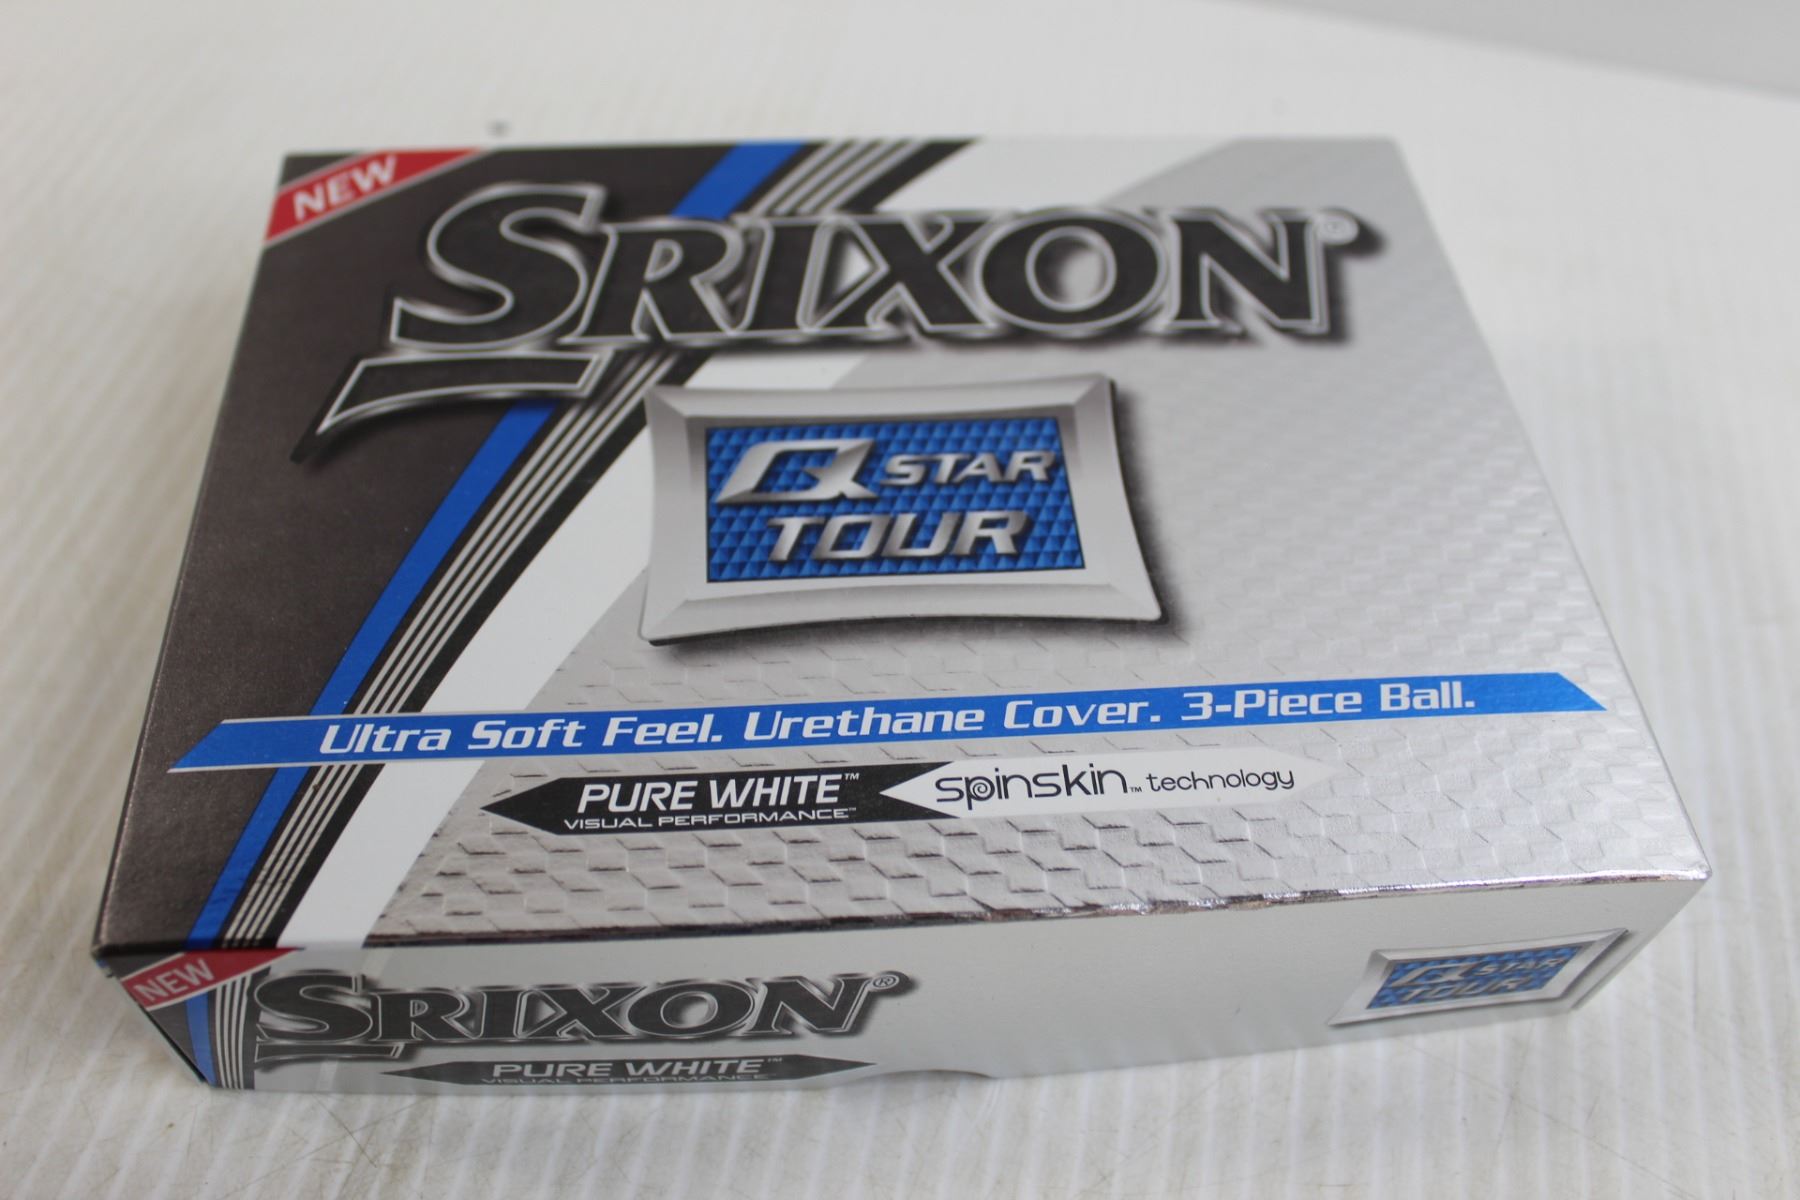 NEW
SRIXON®
Q STAR
TOUR
Ultra Soft Feel. Urethane Cover. 3-Piece Ball.
PURE WHITE™ spinskin™ technology
VISUAL PERFORMANCE™
NEW
SRIXON®
Q STAR
TOUR
PURE WHITE™
VISUAL PERFORMANCE